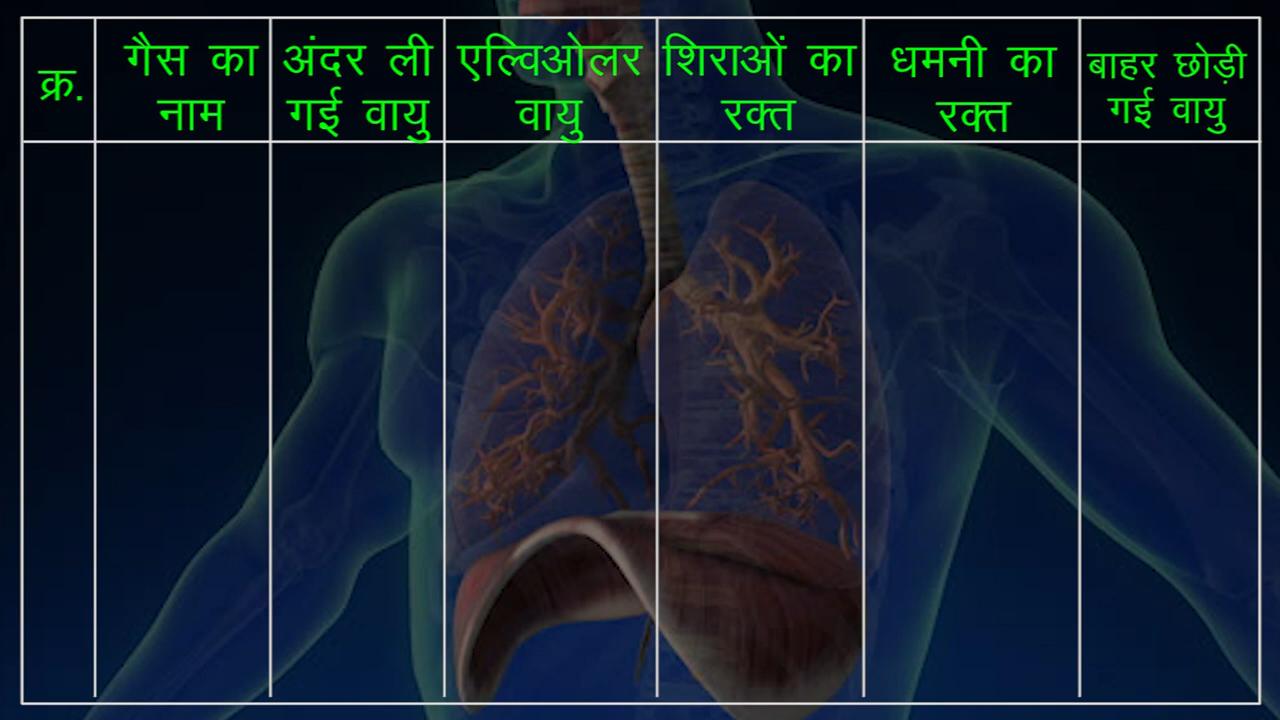 क्र.
गैस का
नाम
अंदर ली
गई वायु
एल्विओलर
वायु
शिराओं का
रक्त
धमनी का
रक्त
बाहर छोड़ी
गई वायु